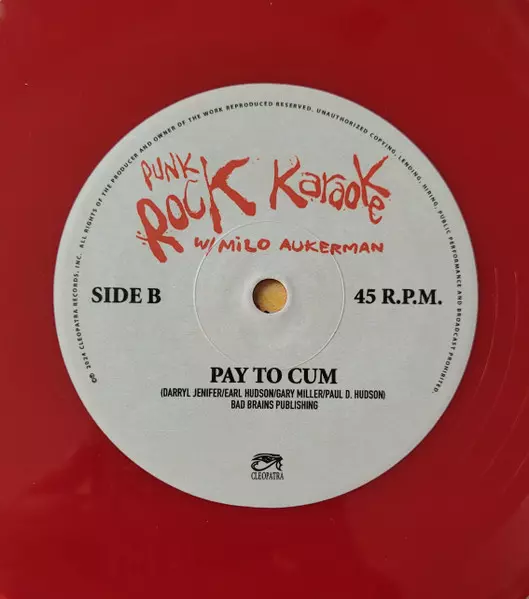 ℗© 2024 CLEOPATRA RECORDS, INC. ALL RIGHTS OF THE PRODUCER AND OWNER OF THE WORK REPRODUCED RESERVED. UNAUTHORIZED COPYING, LENDING, HIRING, PUBLIC PERFORMANCE AND BROADCAST PROHIBITED.
PUNK
ROCK KaraoKe
W/ MiLO AUKERMAN
SIDE B
45 R.P.M.
PAY TO CUM
(DARRYL JENIFER/EARL HUDSON/GARY MILLER/PAUL D. HUDSON)
BAD BRAINS PUBLISHING
CLEOPATRA